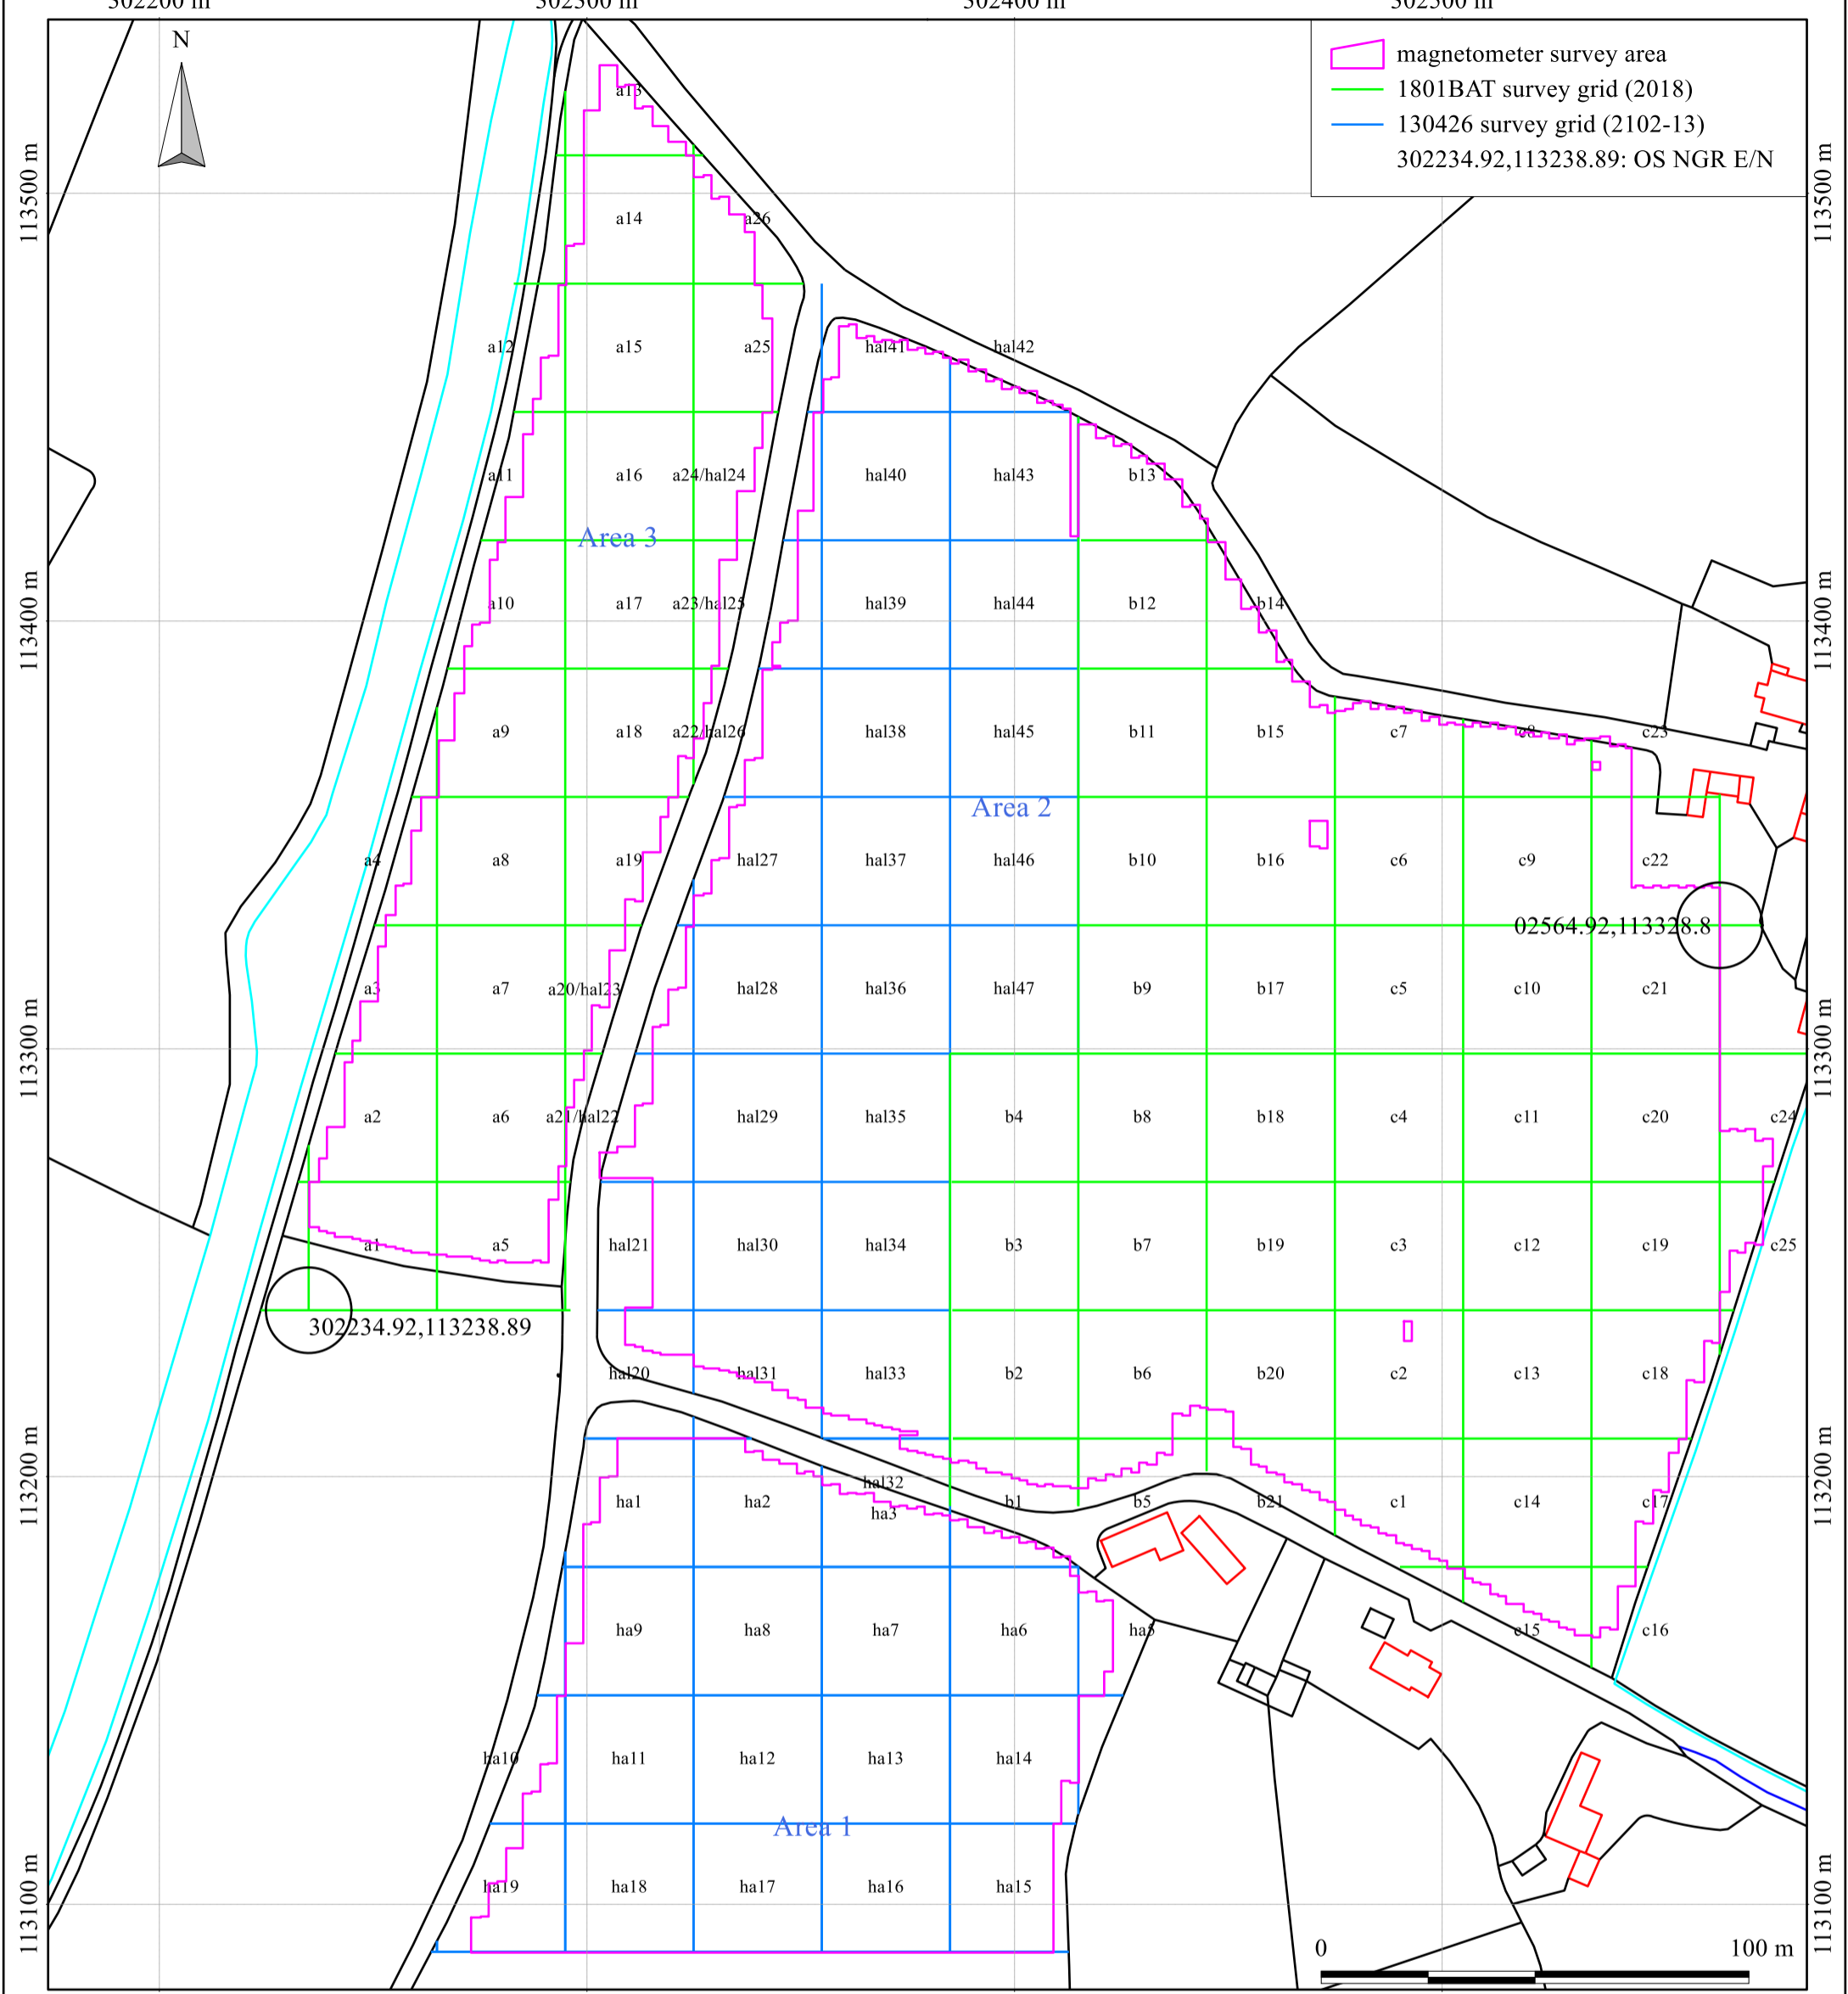 302200 m 302300 m 302400 m 302500 m
N
magnetometer survey area
1801BAT survey grid (2018)
130426 survey grid (2102-13)
302234.92,113238.89: OS NGR E/N
113500 m 113500 m
a13
a14 a26
a12 a15 a25 hal41 hal42
a11 a16 a24/hal24 hal40 hal43 b13
Area 3
113400 m 113400 m
a10 a17 a23/hal25 hal39 hal44 b12 b14
a9 a18 a22/hal26 hal38 hal45 b11 b15 c7 c8 c23
Area 2
a4 a8 a19 hal27 hal37 hal46 b10 b16 c6 c9 c22
02564.92,113328.8
a3 a7 a20/hal23 hal28 hal36 hal47 b9 b17 c5 c10 c21
113300 m 113300 m
a2 a6 a21/hal22 hal29 hal35 b4 b8 b18 c4 c11 c20 c24
a1 a5 hal21 hal30 hal34 b3 b7 b19 c3 c12 c19 c25
302234.92,113238.89
hal20 hal31 hal33 b2 b6 b20 c2 c13 c18
113200 m 113200 m
hal32
ha1 ha2 b1 b5 b21 c1 c14 c17
ha3
ha9 ha8 ha7 ha6 ha5 c15 c16
ha10 ha11 ha12 ha13 ha14
Area 1
113100 m 113100 m
ha19 ha18 ha17 ha16 ha15
0 100 m